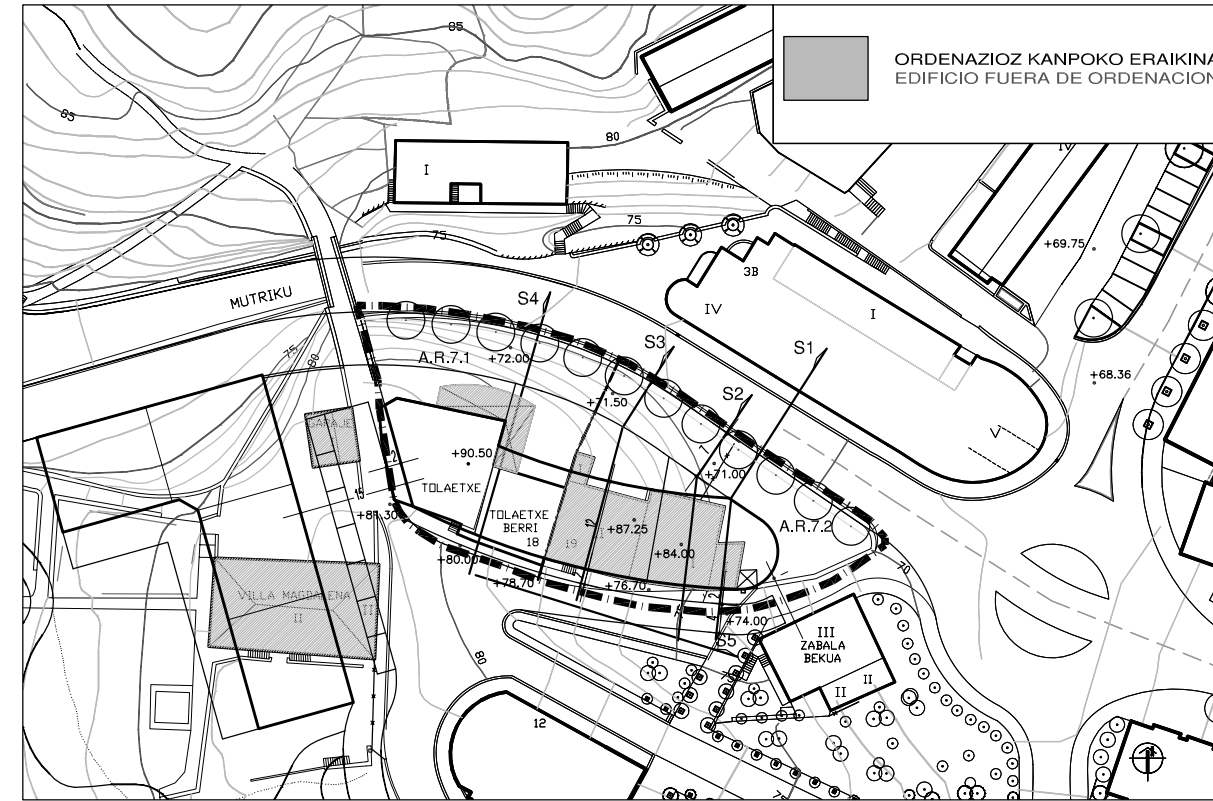 ORDENAZIOZ KANPOKO ERAIKINA
EDIFICIO FUERA DE ORDENACION
85
85
80
I
IV
75
75
+69.75
3B
MUTRIKU
S4
IV
I
S3
S1
75
80
A.R.7.1
+72.00
+68.36
+71.50
S2
GARAJE
V
+90.50
+71.00
TOLAETXE
TOLAETXE
BERRI
18
19
+87.25
A.R.7.2
+81.30
+84.00
+80.00
+78.70
+76.70
70
VILLA MAGDALENA
II
II
+74.00
S5
III
ZABALA
BEKUA
80
75
II
II
12
75